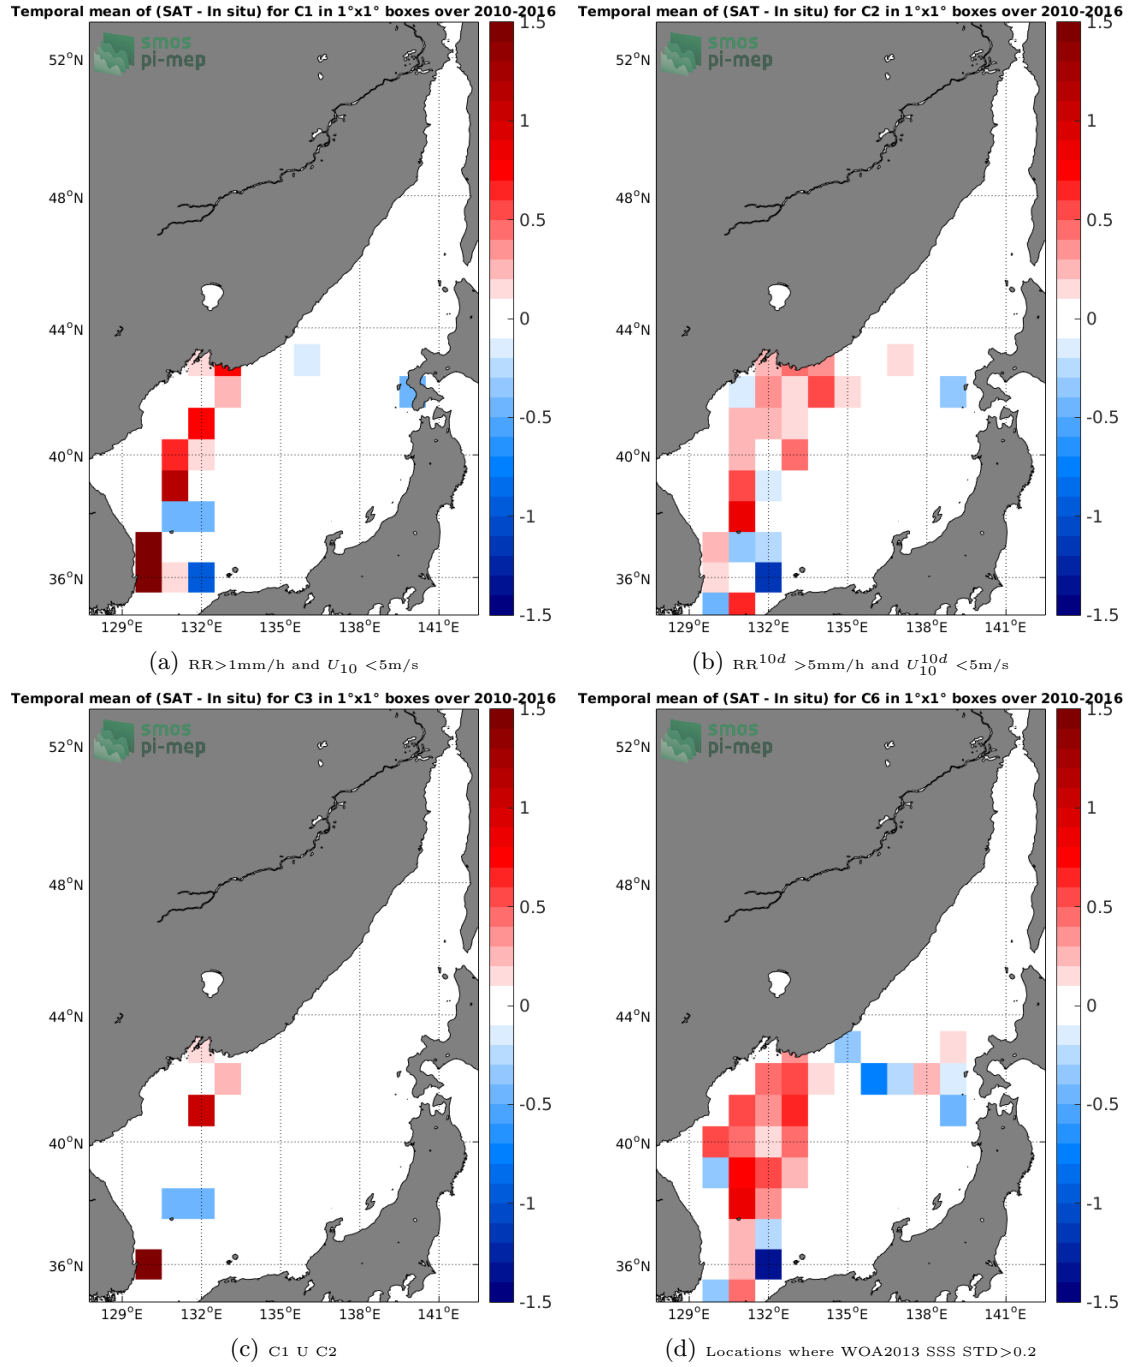 Temporal mean of (SAT - In situ) for C1 in 1°x1° boxes over 2010-2016
smos
pi-mep
52°N
48°N
44°N
40°N
36°N
129°E 132°E 135°E 138°E 141°E
1.5
1
0.5
0
-0.5
-1
-1.5
(a) RR>1mm/h and U10 <5m/s
Temporal mean of (SAT - In situ) for C2 in 1°x1° boxes over 2010-2016
smos
pi-mep
52°N
48°N
44°N
40°N
36°N
129°E 132°E 135°E 138°E 141°E
1.5
1
0.5
0
-0.5
-1
-1.5
(b) RR^10d >5mm/h and U10^10d <5m/s
Temporal mean of (SAT - In situ) for C3 in 1°x1° boxes over 2010-2016
smos
pi-mep
52°N
48°N
44°N
40°N
36°N
129°E 132°E 135°E 138°E 141°E
1.5
1
0.5
0
-0.5
-1
-1.5
(c) C1 U C2
Temporal mean of (SAT - In situ) for C6 in 1°x1° boxes over 2010-2016
smos
pi-mep
52°N
48°N
44°N
40°N
36°N
129°E 132°E 135°E 138°E 141°E
1.5
1
0.5
0
-0.5
-1
-1.5
(d) Locations where WOA2013 SSS STD>0.2